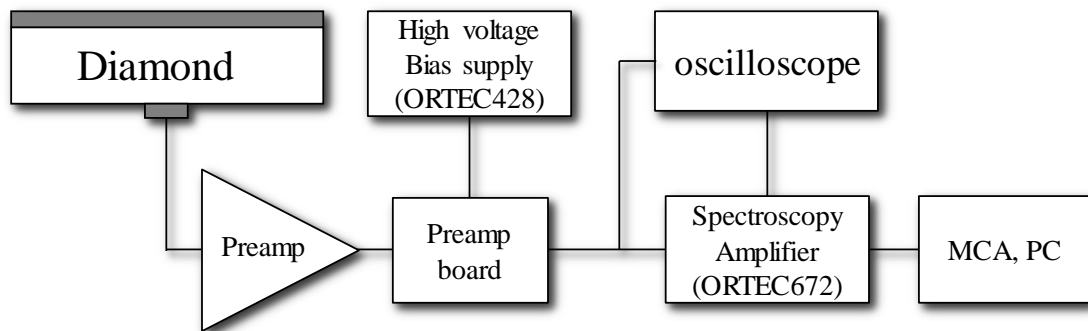 Diamond
High voltage
Bias supply
(ORTEC428)
oscilloscope
Preamp
Preamp
board
Spectroscopy
Amplifier
(ORTEC672)
MCA, PC